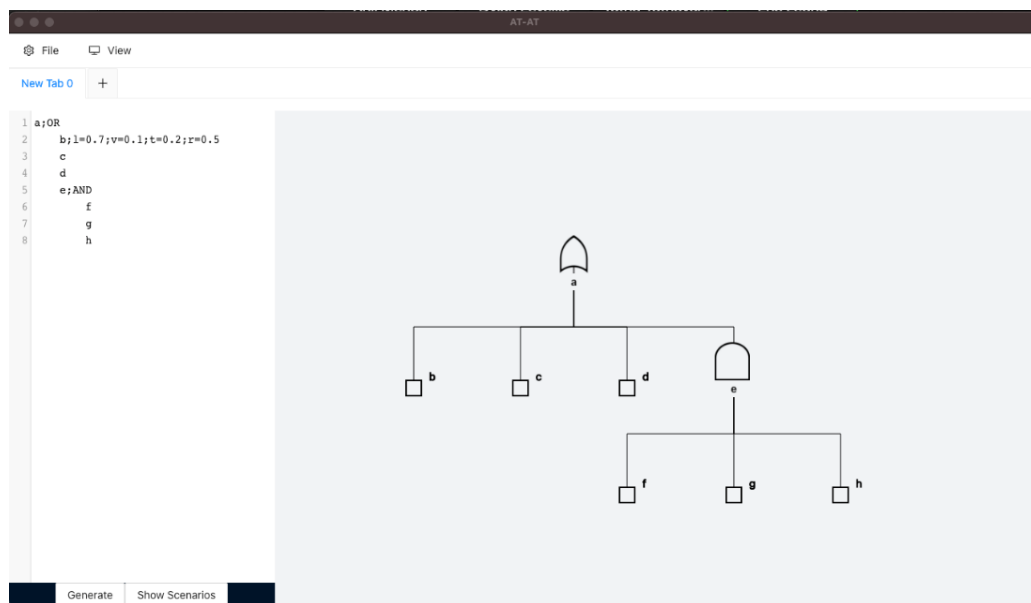 AT-AT
File View
New Tab 0 +
1 a;OR
2 b;l=0.7;v=0.1;t=0.2;r=0.5
3 c
4 d
5 e;AND
6 f
7 g
8 h
a
b c d
e
f g h
Generate Show Scenarios